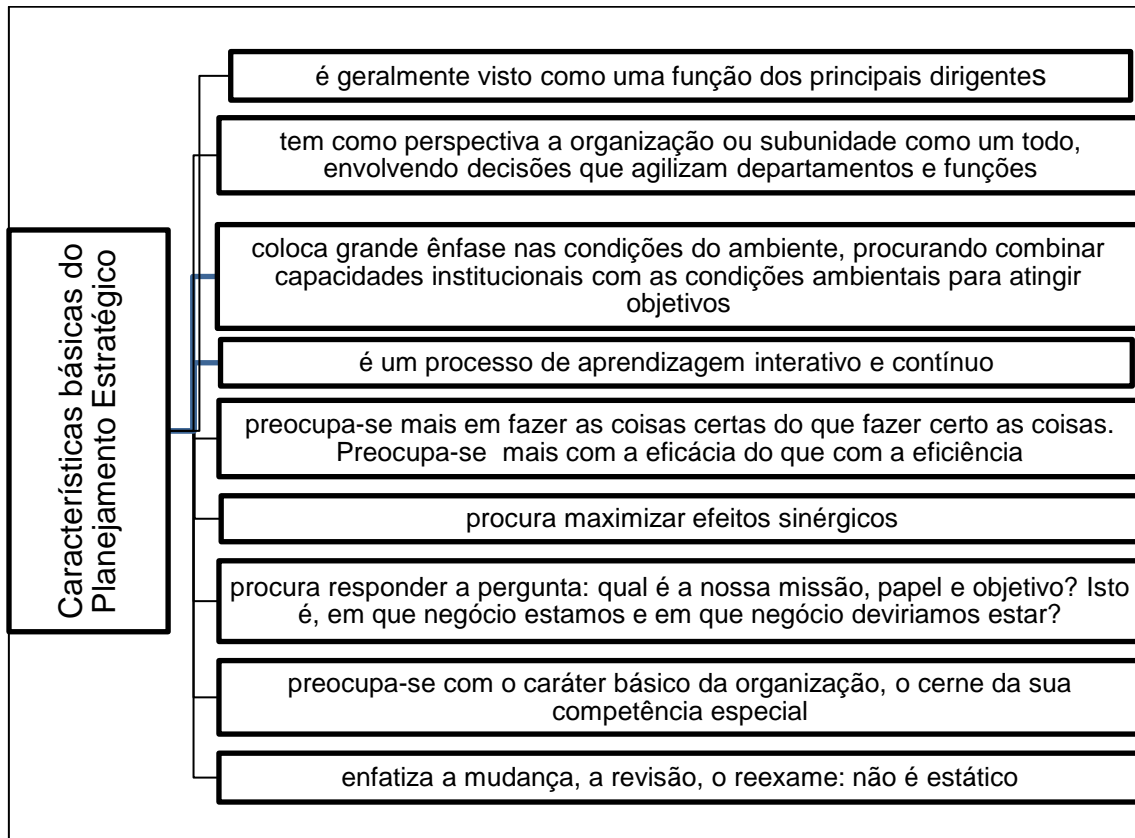 Características básicas do
Planejamento Estratégico
é geralmente visto como uma função dos principais dirigentes
tem como perspectiva a organização ou subunidade como um todo,
envolvendo decisões que agilizam departamentos e funções
coloca grande ênfase nas condições do ambiente, procurando combinar
capacidades institucionais com as condições ambientais para atingir
objetivos
é um processo de aprendizagem interativo e contínuo
preocupa-se mais em fazer as coisas certas do que fazer certo as coisas.
Preocupa-se mais com a eficácia do que com a eficiência
procura maximizar efeitos sinérgicos
procura responder a pergunta: qual é a nossa missão, papel e objetivo? Isto
é, em que negócio estamos e em que negócio deviriamos estar?
preocupa-se com o caráter básico da organização, o cerne da sua
competência especial
enfatiza a mudança, a revisão, o reexame: não é estático